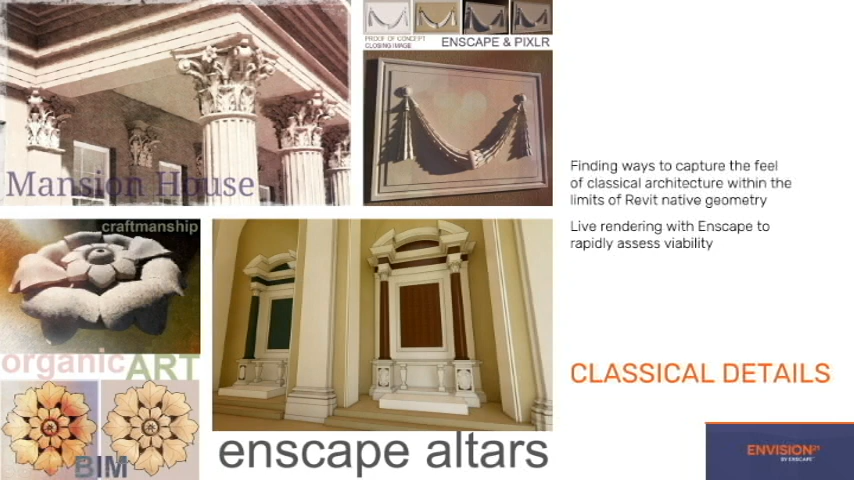 PROOF OF CONCEPT
CLOSING IMAGE
ENSCAPE & PIXLR
Mansion House
craftmanship
organicART
BIM
enscape altars
Finding ways to capture the feel
of classical architecture within the
limits of Revit native geometry
Live rendering with Enscape to
rapidly assess viability
CLASSICAL DETAILS
ENVISION21
BY ENSCAPE